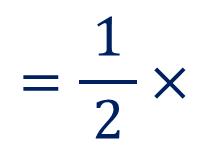 = 1/2 ×